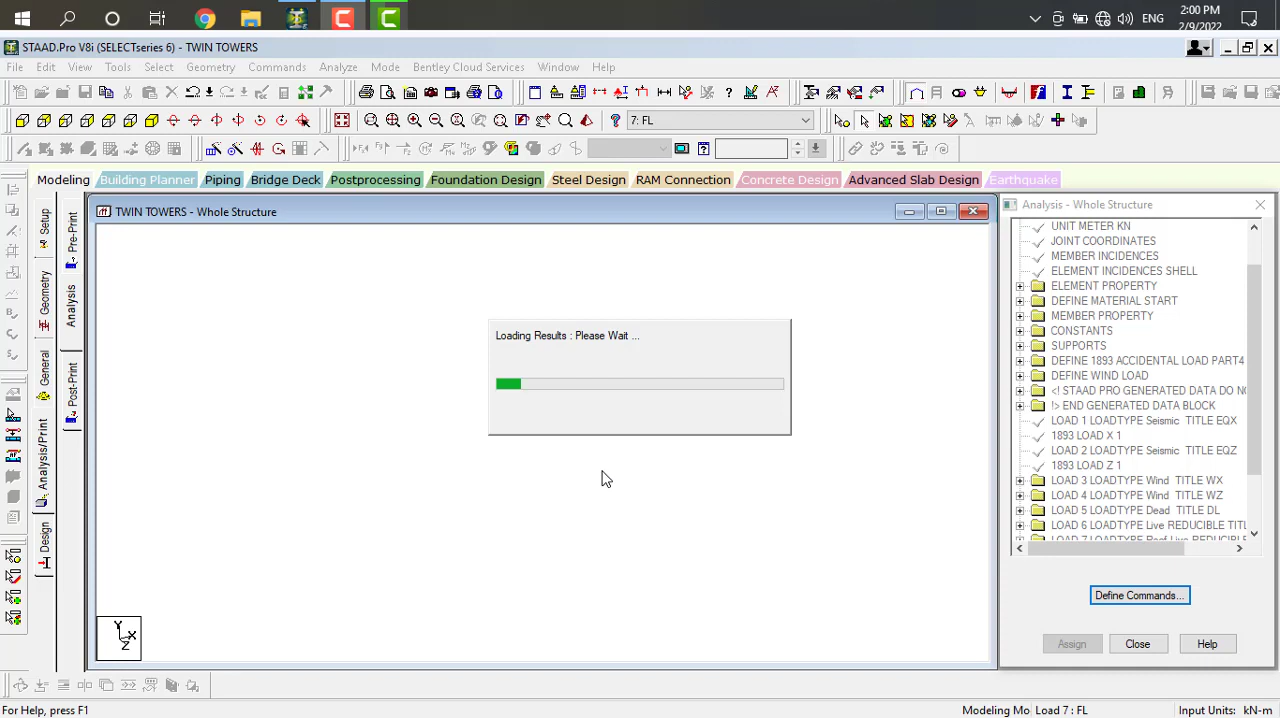 2:00 PM
ENG
2/9/2022
STAAD.Pro V8i (SELECTseries 6) - TWIN TOWERS
File Edit View Tools Select Geometry Commands Analyze Mode Bentley Cloud Services Window Help
7: FL
Modeling Building Planner Piping Bridge Deck Postprocessing Foundation Design Steel Design RAM Connection Concrete Design Advanced Slab Design Earthquake
Setup
Geometry
General
Analysis/Print
Design
Pre-Print
Analysis
Post-Print
TWIN TOWERS - Whole Structure
Loading Results : Please Wait ...
Y
X
Z
Analysis - Whole Structure
UNIT METER KN
JOINT COORDINATES
MEMBER INCIDENCES
ELEMENT INCIDENCES SHELL
ELEMENT PROPERTY
DEFINE MATERIAL START
MEMBER PROPERTY
CONSTANTS
SUPPORTS
DEFINE 1893 ACCIDENTAL LOAD PART4
DEFINE WIND LOAD
<! STAAD PRO GENERATED DATA DO NO
!> END GENERATED DATA BLOCK
LOAD 1 LOADTYPE Seismic TITLE EQX
1893 LOAD X 1
LOAD 2 LOADTYPE Seismic TITLE EQZ
1893 LOAD Z 1
LOAD 3 LOADTYPE Wind TITLE WX
LOAD 4 LOADTYPE Wind TITLE WZ
LOAD 5 LOADTYPE Dead TITLE DL
LOAD 6 LOADTYPE Live REDUCIBLE TITL
LOAD 7 LOADTYPE Roof Live REDUCIBLE
Define Commands...
Assign Close Help
For Help, press F1
Modeling Mo Load 7 : FL Input Units: kN-m